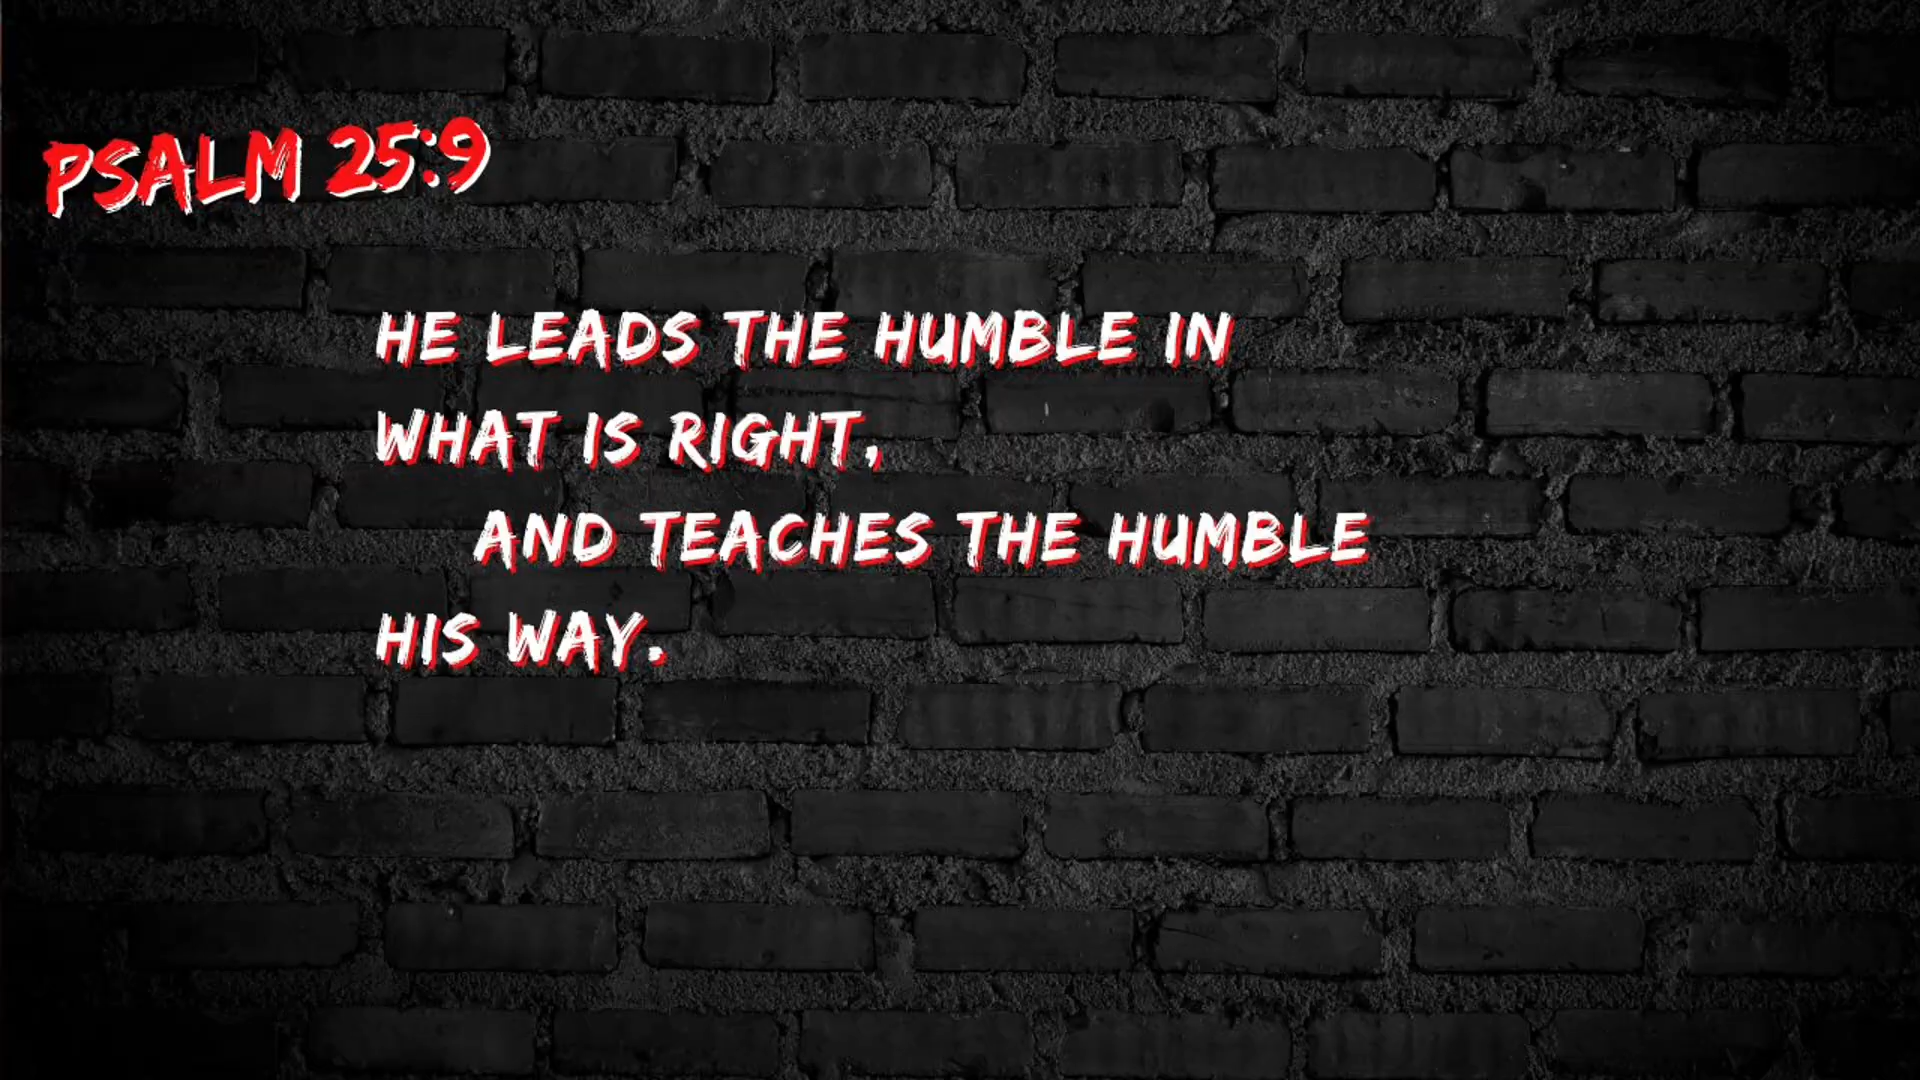 PSALM 25:9
HE LEADS THE HUMBLE IN
WHAT IS RIGHT,
AND TEACHES THE HUMBLE
HIS WAY.